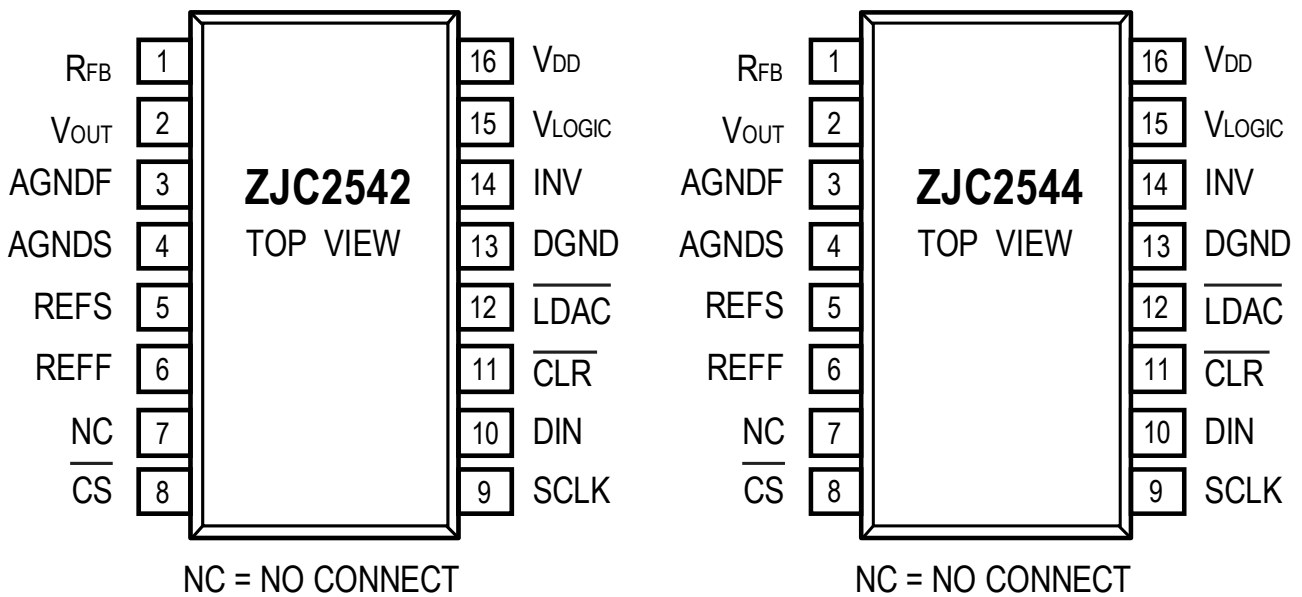 RFB 1
VOUT 2
AGNDF 3
AGNDS 4
REFS 5
REFF 6
NC 7
CS 8
ZJC2542
TOP VIEW
16 VDD
15 VLOGIC
14 INV
13 DGND
12 LDAC
11 CLR
10 DIN
9 SCLK
NC = NO CONNECT
RFB 1
VOUT 2
AGNDF 3
AGNDS 4
REFS 5
REFF 6
NC 7
CS 8
ZJC2544
TOP VIEW
16 VDD
15 VLOGIC
14 INV
13 DGND
12 LDAC
11 CLR
10 DIN
9 SCLK
NC = NO CONNECT